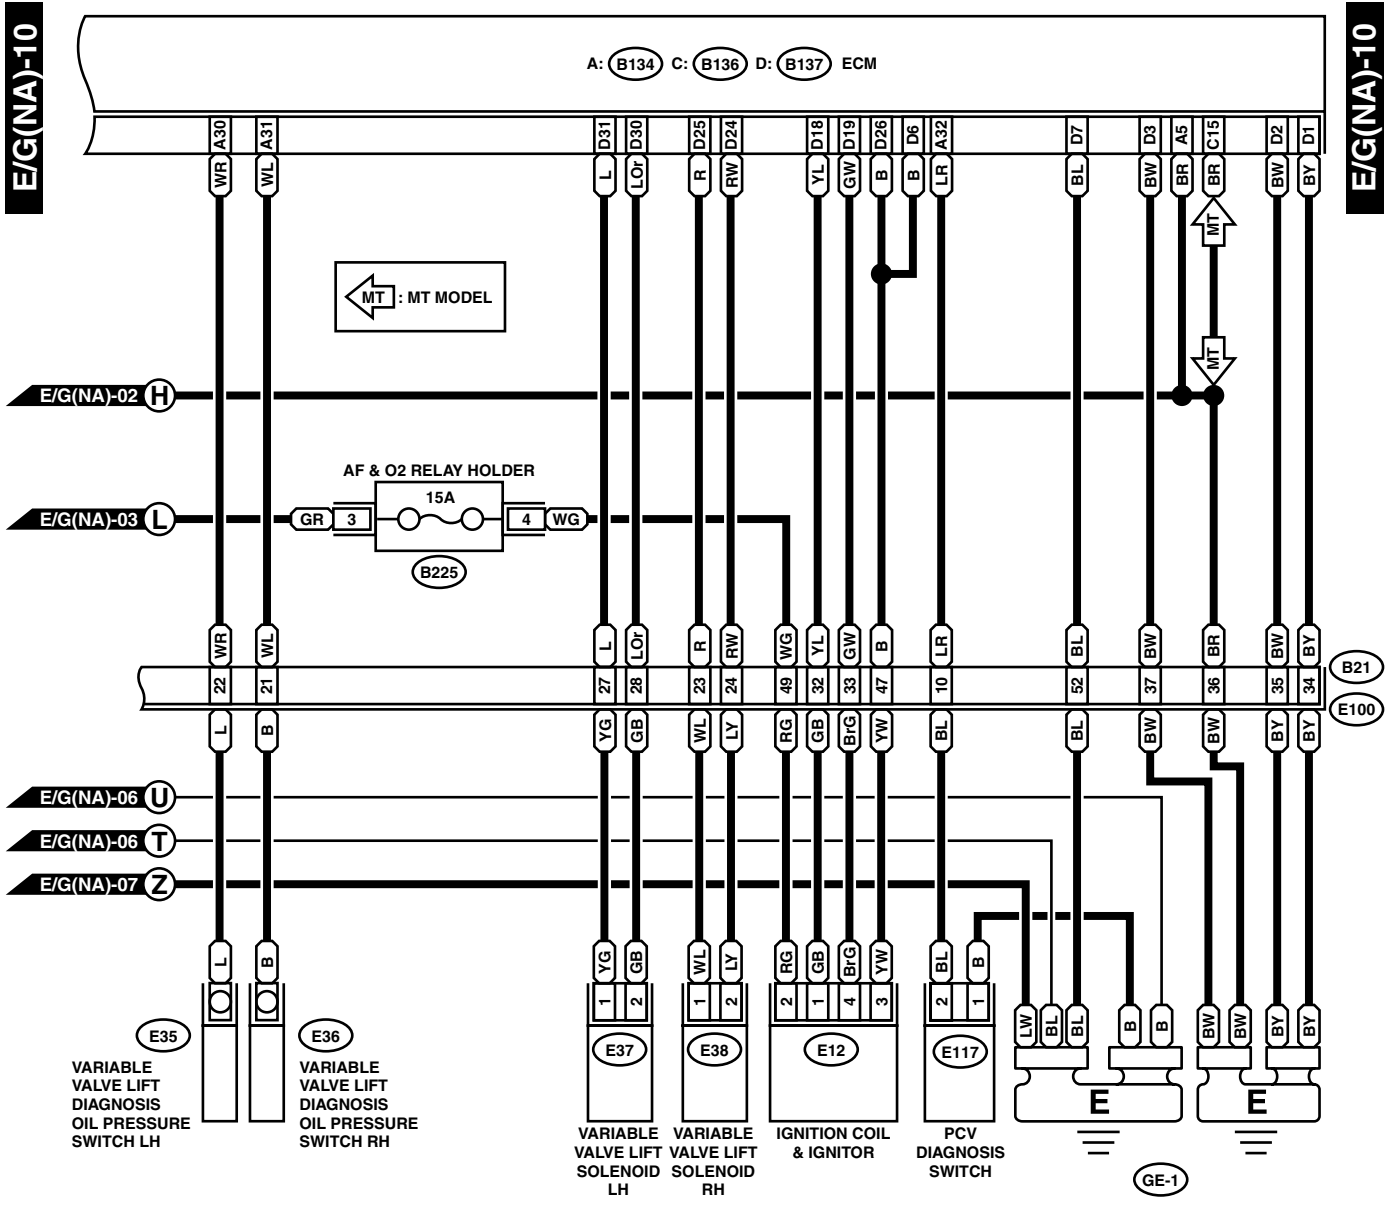 E/G(NA)-10
E/G(NA)-10
A: B134 C: B136 D: B137 ECM
A30 A31 D31 D30 D25 D24 D18 D19 D26 D6 A32 D7 D3 A5 C15 D2 D1
WR WL L LOr R RW YL GW B B LR BL BW BR BR BW BY
MT
MT : MT MODEL
MT
E/G(NA)-02 H
AF & O2 RELAY HOLDER
15A
E/G(NA)-03 L GR 3 4 WG
B225
WR WL L LOr R RW WG YL GW B LR BL BW BR BW BY
B21
22 21 27 28 23 24 49 32 33 47 10 52 37 36 35 34
E100
L B YG GB WL LY RG GB BrG YW BL BL BW BW BY BY
E/G(NA)-06 U
E/G(NA)-06 T
E/G(NA)-07 Z
L B YG GB WL LY RG GB BrG YW BL B
1 2 1 2 2 1 4 3 2 1
LW BL BL B B BW BW BY BY
E35 E36 E37 E38 E12 E117
VARIABLE
VALVE LIFT
DIAGNOSIS
OIL PRESSURE
SWITCH LH
VARIABLE
VALVE LIFT
DIAGNOSIS
OIL PRESSURE
SWITCH RH
E E
VARIABLE
VALVE LIFT
SOLENOID
LH
VARIABLE
VALVE LIFT
SOLENOID
RH
IGNITION COIL
& IGNITOR
PCV
DIAGNOSIS
SWITCH
GE-1